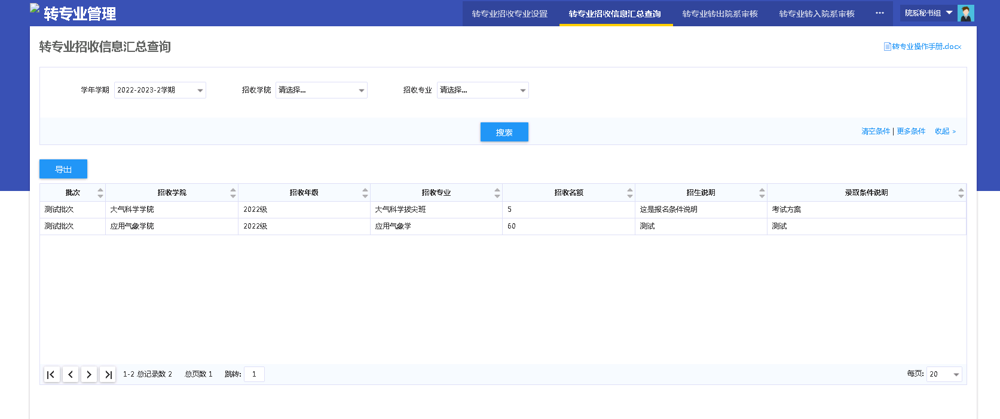 转专业管理
转专业招收专业设置 转专业招收信息汇总查询 转专业转出院系审核 转专业转入院系审核 ••• 院系秘书组
转专业招收信息汇总查询 转专业操作手册.docx
学年学期 2022-2023-2学期 招收学院 请选择... 招收专业 请选择...
搜索 清空条件 | 更多条件 收起 »
导出
批次 招收学院 招收年级 招收专业 招收名额 招生说明 录取条件说明
测试批次 大气科学学院 2022级 大气科学拔尖班 5 这是报名条件说明 考试方案
测试批次 应用气象学院 2022级 应用气象学 60 测试 测试
1-2 总记录数 2 总页数 1 跳转: 1 每页: 20